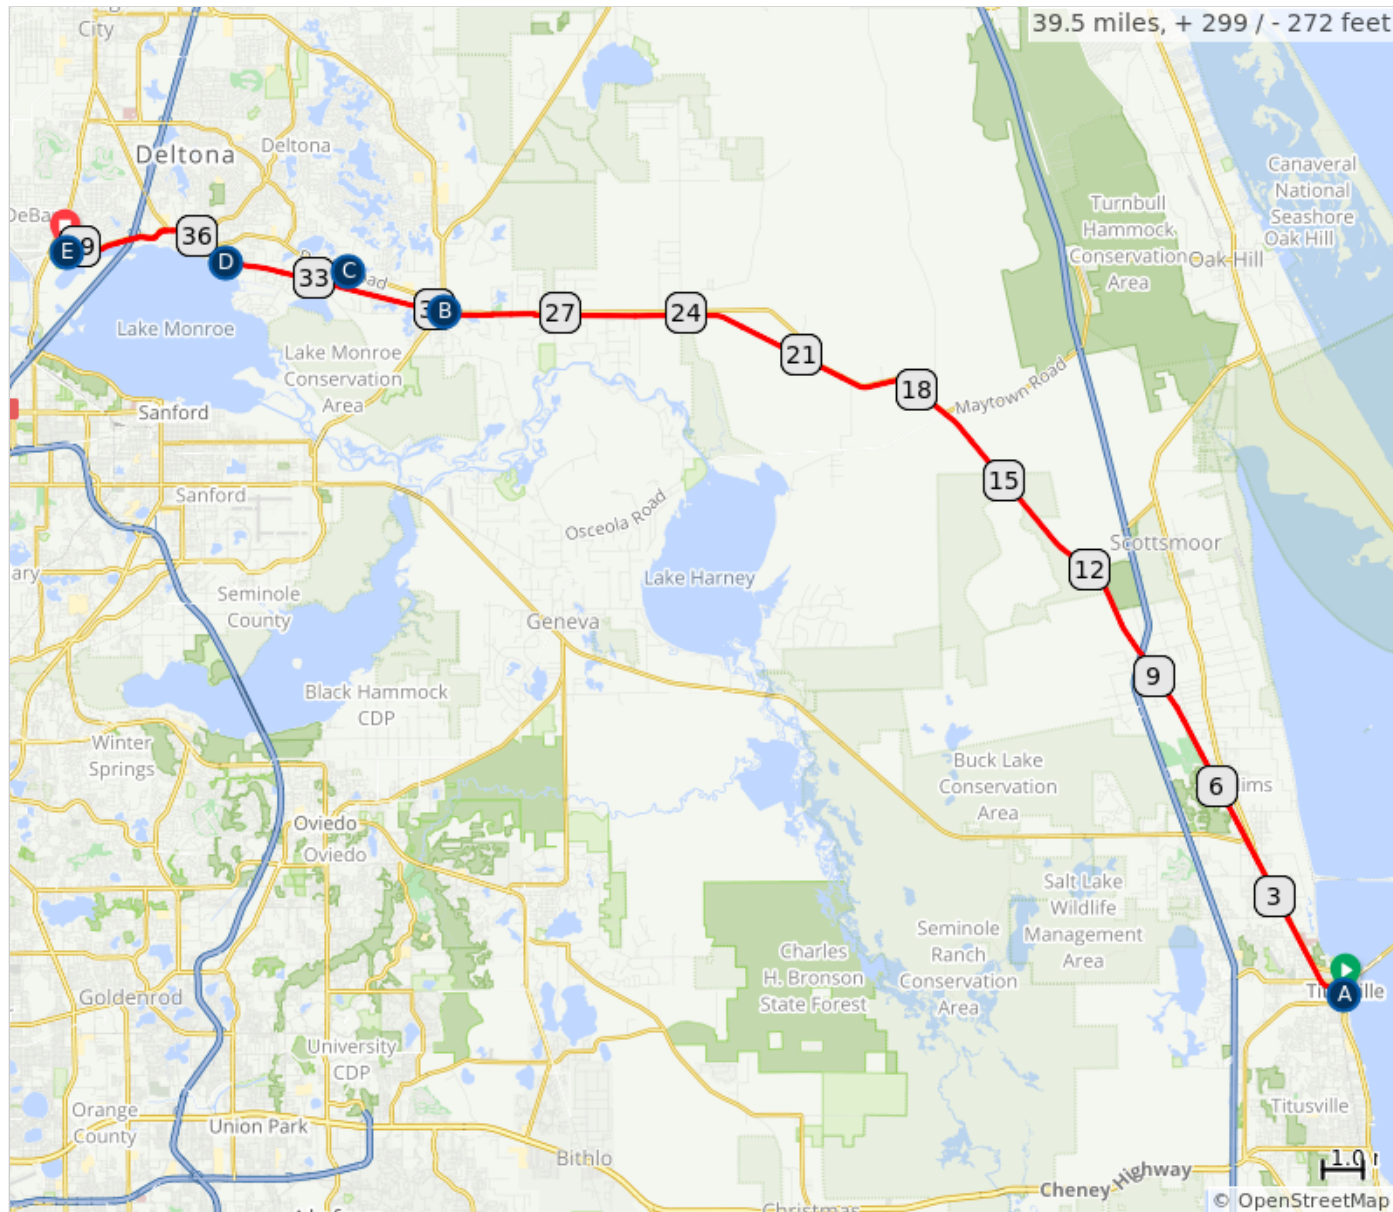 39.5 miles, + 299 / - 272 feet
City
Deltona
Deltona
Canaveral
National
Seashore
Turnbull
Hammock
Conservation
Area
Oak Hill
Oak Hill
36
E
D
33
C
B
27
24
21
18
15
12
9
6
3
A
Lake Monroe
Lake Monroe
Conservation
Area
Sanford
Sanford
Maytown Road
Osceola Road
Scottsmoor
Lake Harney
Seminole
County
Geneva
Black Hammock
CDP
Winter
Springs
Buck Lake
Conservation
Area
Oviedo
Oviedo
Salt Lake
Wildlife
Management
Area
Seminole
Ranch
Conservation
Area
Charles
H. Bronson
State Forest
Goldenrod
University
CDP
Titusville
Orange
County
Union Park
Bithlo
Cheney Highway
Christmas
1.0
© OpenStreetMap